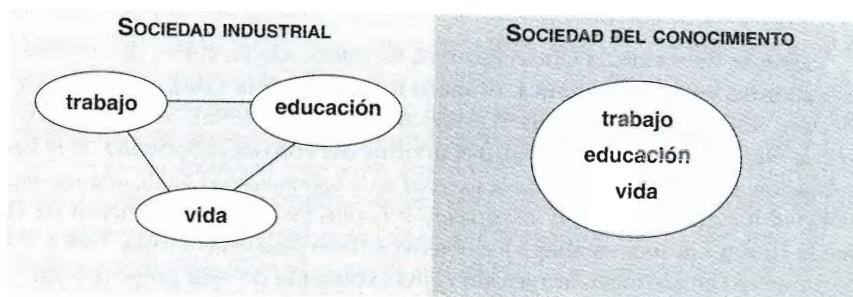 SOCIEDAD INDUSTRIAL
trabajo
educación
vida
SOCIEDAD DEL CONOCIMIENTO
trabajo
educación
vida